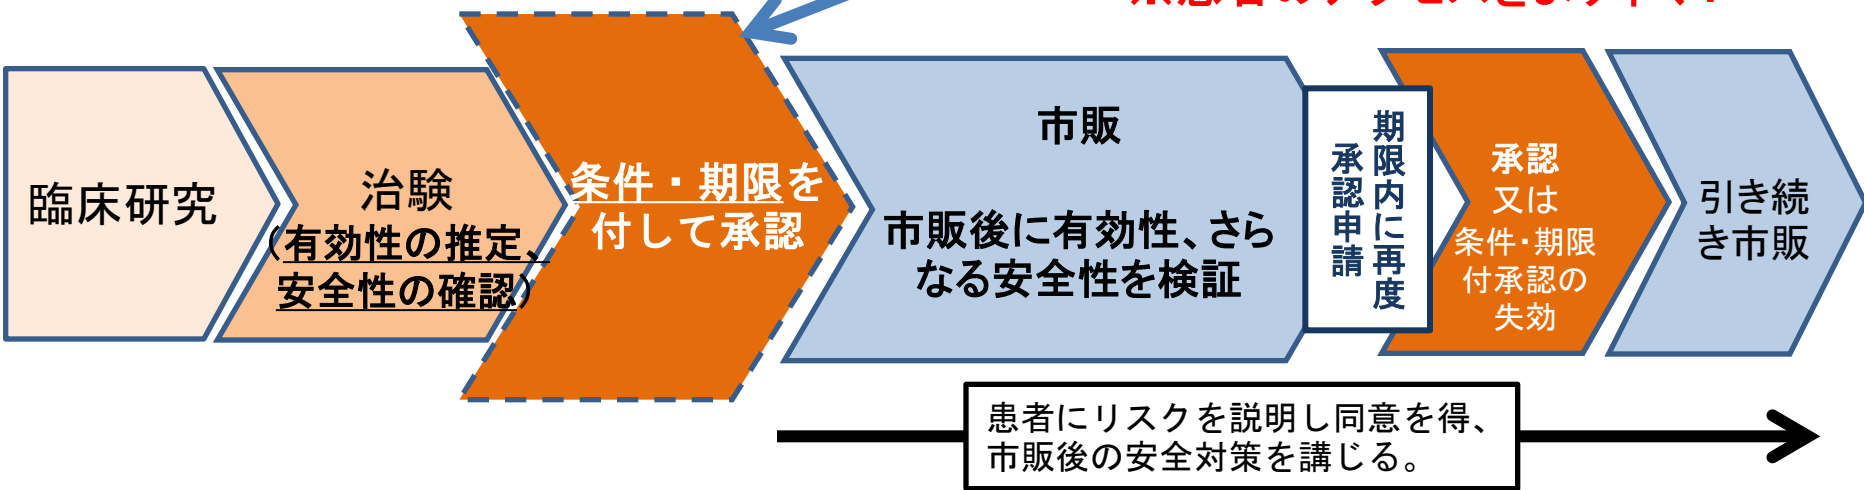 臨床研究
治験
（有効性の推定、
安全性の確認）
条件・期限を
付して承認
市販
市販後に有効性、さら
なる安全性を検証
期限内に再度
承認申請
承認
又は
条件・期限
付承認の
失効
引き続
き市販
患者にリスクを説明し同意を得、
市販後の安全対策を講じる。